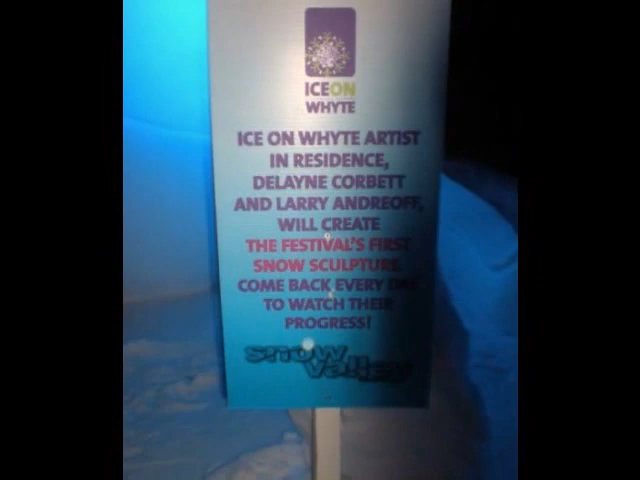 ICEON
WHYTE
ICE ON WHYTE ARTIST
IN RESIDENCE,
DELAYNE CORBETT
AND LARRY ANDREOFF,
WILL CREATE
THE FESTIVAL'S FIRST
SNOW SCULPTURE
COME BACK EVERY DAY
TO WATCH THEIR
PROGRESS!
snow
valley